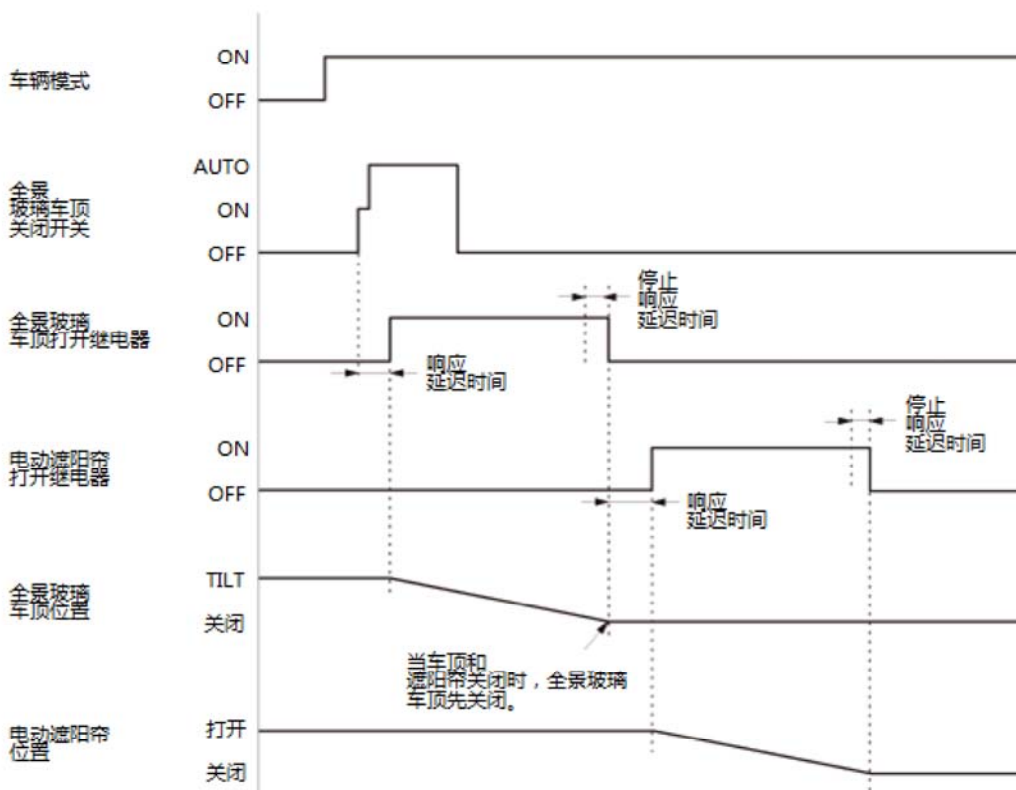 ON
车辆模式
OFF
AUTO
全景
玻璃车顶
关闭开关
ON
OFF
停止
响应
延迟时间
全景玻璃
车顶打开继电器
ON
OFF
响应
延迟时间
停止
响应
延迟时间
电动遮阳帘
打开继电器
ON
OFF
响应
延迟时间
全景玻璃
车顶位置
TILT
关闭
当车顶和
遮阳帘关闭时，全景玻璃
车顶先关闭。
电动遮阳帘
位置
打开
关闭